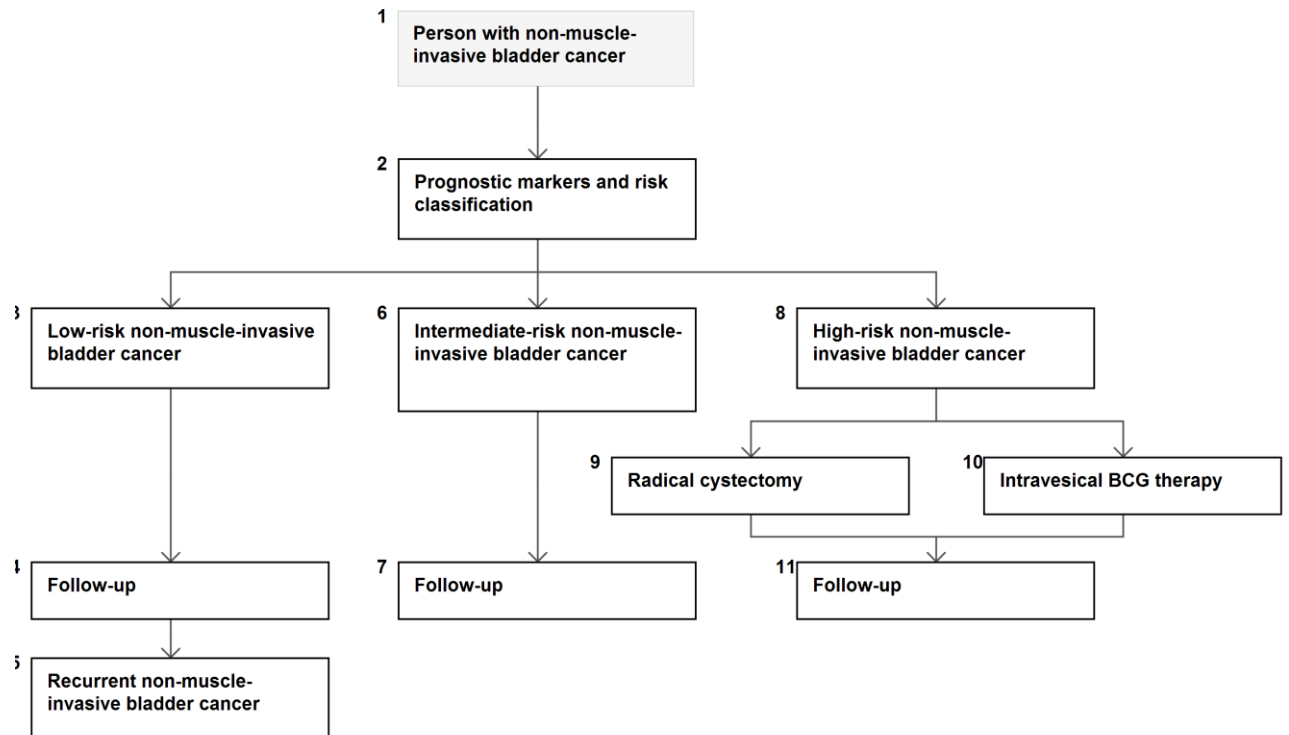 1
Person with non-muscle-
invasive bladder cancer
2
Prognostic markers and risk
classification
3
Low-risk non-muscle-invasive
bladder cancer
6
Intermediate-risk non-muscle-
invasive bladder cancer
8
High-risk non-muscle-
invasive bladder cancer
9
Radical cystectomy
10
Intravesical BCG therapy
4
Follow-up
7
Follow-up
11
Follow-up
5
Recurrent non-muscle-
invasive bladder cancer